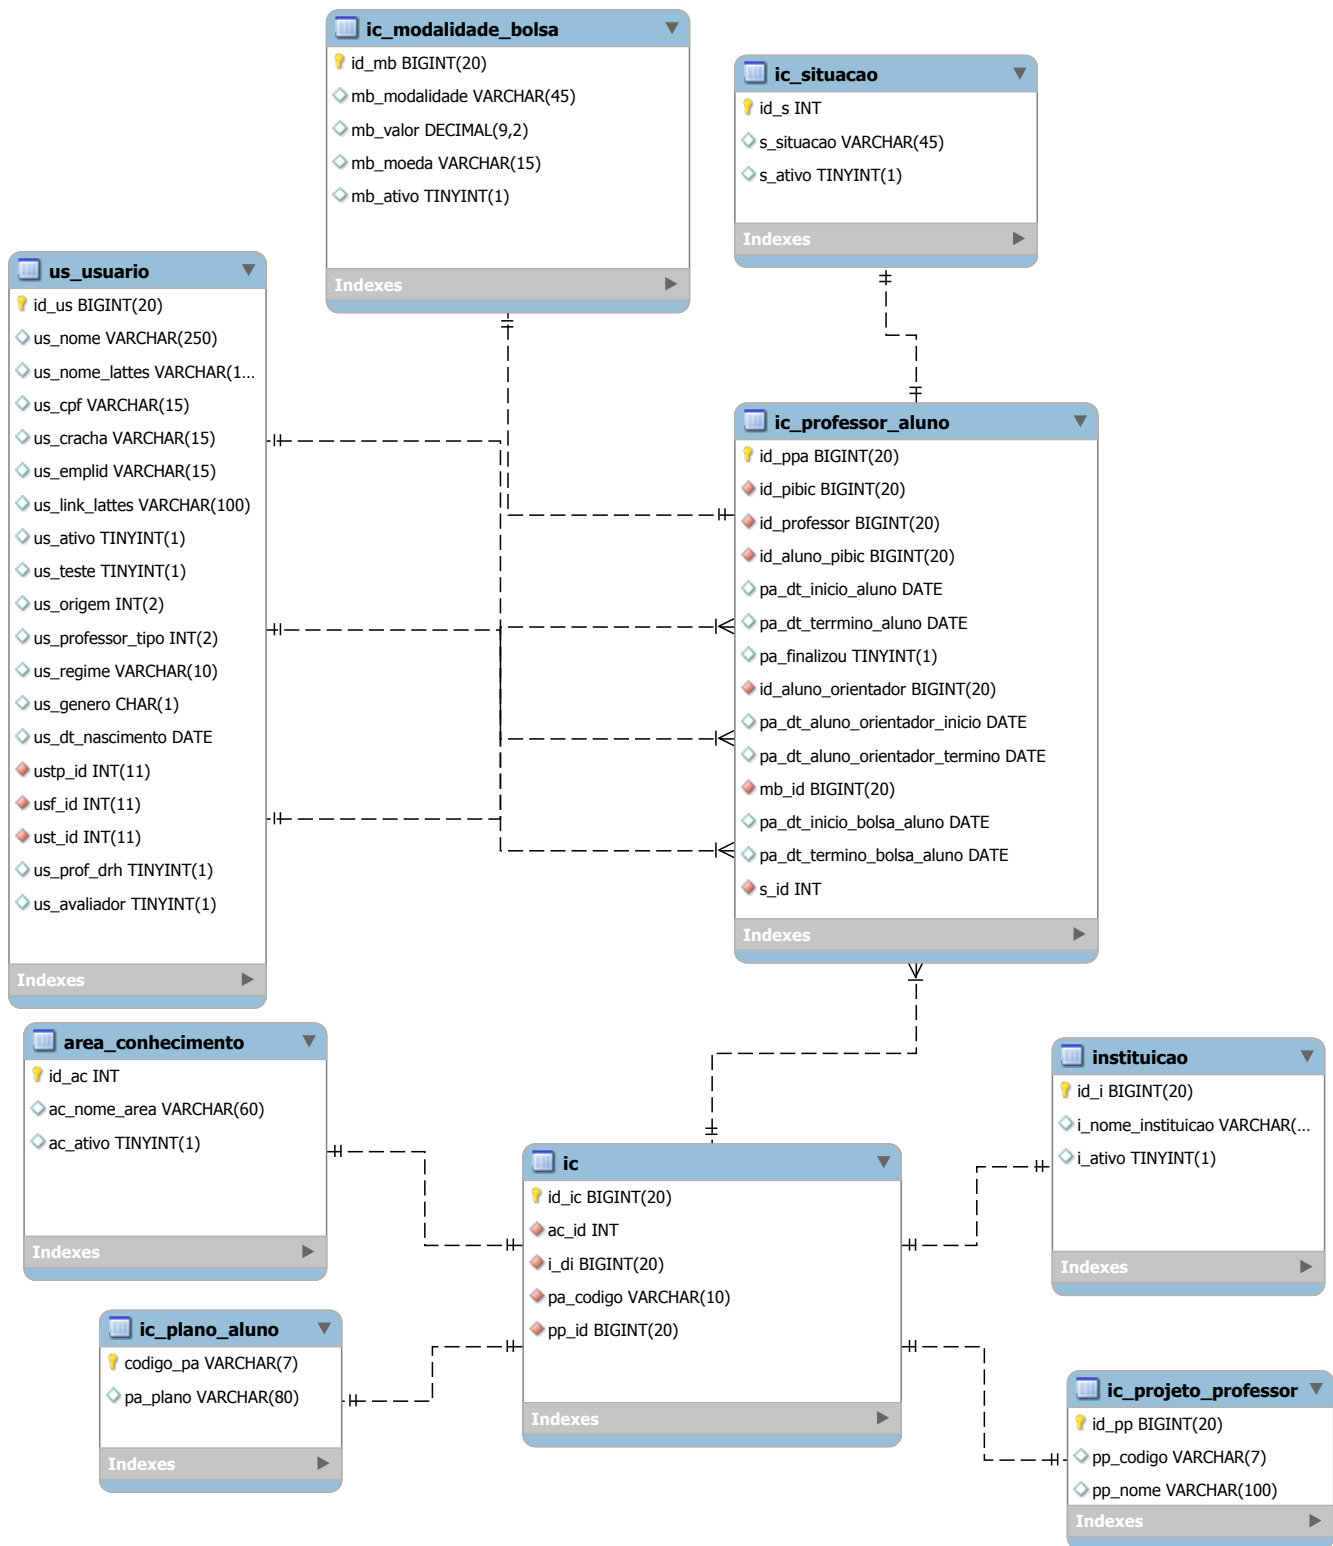 ic_modalidade_bolsa
id_mb BIGINT(20)
mb_modalidade VARCHAR(45)
mb_valor DECIMAL(9,2)
mb_moeda VARCHAR(15)
mb_ativo TINYINT(1)
Indexes
ic_situacao
id_s INT
s_situacao VARCHAR(45)
s_ativo TINYINT(1)
Indexes
us_usuario
id_us BIGINT(20)
us_nome VARCHAR(250)
us_nome_lattes VARCHAR(1...
us_cpf VARCHAR(15)
us_cracha VARCHAR(15)
us_emplid VARCHAR(15)
us_link_lattes VARCHAR(100)
us_ativo TINYINT(1)
us_teste TINYINT(1)
us_origem INT(2)
us_professor_tipo INT(2)
us_regime VARCHAR(10)
us_genero CHAR(1)
us_dt_nascimento DATE
ustp_id INT(11)
usf_id INT(11)
ust_id INT(11)
us_prof_drh TINYINT(1)
us_avaliador TINYINT(1)
Indexes
ic_professor_aluno
id_ppa BIGINT(20)
id_pibic BIGINT(20)
id_professor BIGINT(20)
id_aluno_pibic BIGINT(20)
pa_dt_inicio_aluno DATE
pa_dt_terrmino_aluno DATE
pa_finalizou TINYINT(1)
id_aluno_orientador BIGINT(20)
pa_dt_aluno_orientador_inicio DATE
pa_dt_aluno_orientador_termino DATE
mb_id BIGINT(20)
pa_dt_inicio_bolsa_aluno DATE
pa_dt_termino_bolsa_aluno DATE
s_id INT
Indexes
area_conhecimento
id_ac INT
ac_nome_area VARCHAR(60)
ac_ativo TINYINT(1)
Indexes
instituicao
id_i BIGINT(20)
i_nome_instituicao VARCHAR(...
i_ativo TINYINT(1)
Indexes
ic
id_ic BIGINT(20)
ac_id INT
i_di BIGINT(20)
pa_codigo VARCHAR(10)
pp_id BIGINT(20)
Indexes
ic_plano_aluno
codigo_pa VARCHAR(7)
pa_plano VARCHAR(80)
Indexes
ic_projeto_professor
id_pp BIGINT(20)
pp_codigo VARCHAR(7)
pp_nome VARCHAR(100)
Indexes